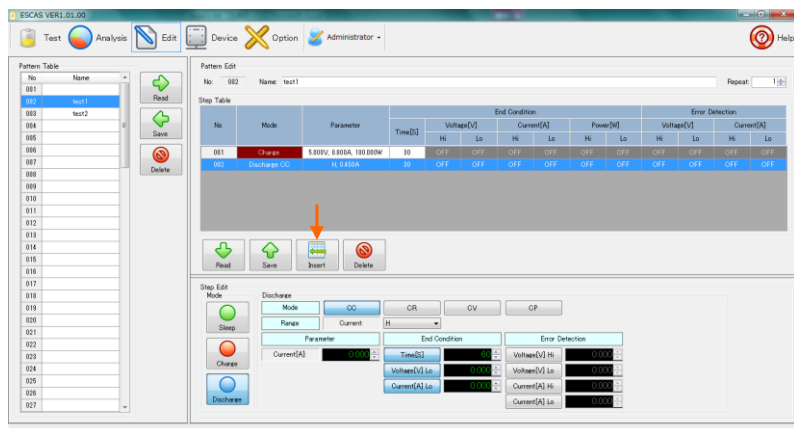 ESCAS VER1.01.00
Test Analysis Edit Device Option Administrator Help
Pattern Table
No Name
001
002 test1
003 test2
004
005
006
007
008
009
010
011
012
013
014
015
016
017
018
019
020
021
022
023
024
025
026
027
Read
Save
Delete
Pattern Edit
No: 002 Name: test1 Repeat: 1
Step Table
No Mode Parameter Time[S] End Condition Error Detection
Voltage[V] Current[A] Power[W] Voltage[V] Current[A]
Hi Lo Hi Lo Hi Lo Hi Lo Hi Lo
001 Charge 5.000V, 0.800A, 100.000W 30 OFF OFF OFF OFF OFF OFF OFF OFF OFF OFF
002 Discharge CC H, 0.450A 30 OFF OFF OFF OFF OFF OFF OFF OFF OFF OFF
Read Save Insert Delete
Step Edit
Mode
Sleep
Charge
Discharge
Discharge
Mode CC CR CV CP
Range Current: H
Parameter End Condition Error Detection
Current[A]: 0.000 Time[S] 60 Voltage[V] Hi 0.000
Voltage[V] Lo 0.000 Voltage[V] Lo 0.000
Current[A] Lo 0.000 Current[A] Hi 0.000
Current[A] Lo 0.000